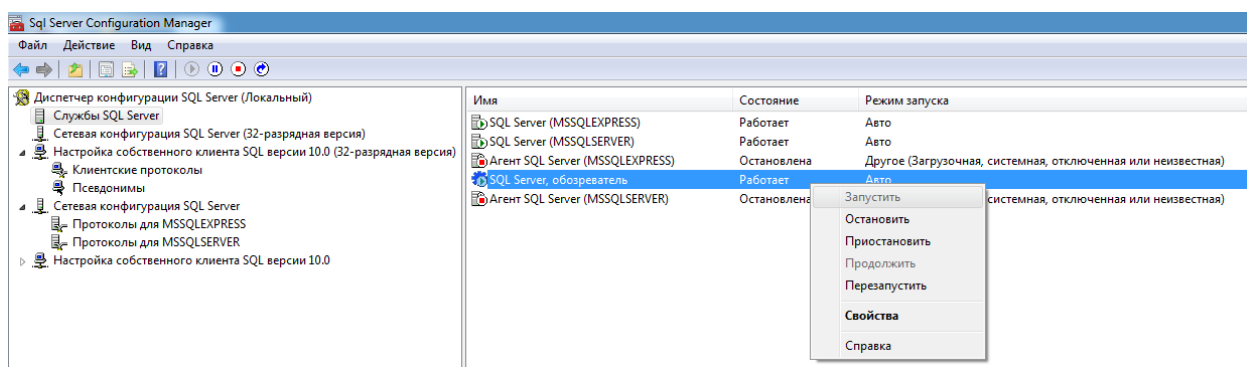 Sql Server Configuration Manager
Файл Действие Вид Справка
Диспетчер конфигурации SQL Server (Локальный)
Службы SQL Server
Сетевая конфигурация SQL Server (32-разрядная версия)
Настройка собственного клиента SQL версии 10.0 (32-разрядная версия)
Клиентские протоколы
Псевдонимы
Сетевая конфигурация SQL Server
Протоколы для MSSQLEXPRESS
Протоколы для MSSQLSERVER
Настройка собственного клиента SQL версии 10.0
Имя Состояние Режим запуска
SQL Server (MSSQLEXPRESS) Работает Авто
SQL Server (MSSQLSERVER) Работает Авто
Агент SQL Server (MSSQLEXPRESS) Остановлена Другое (Загрузочная, системная, отключенная или неизвестная)
SQL Server, обозреватель Работает Авто
Агент SQL Server (MSSQLSERVER) Остановлена системная, отключенная или неизвестная)
Запустить
Остановить
Приостановить
Продолжить
Перезапустить
Свойства
Справка